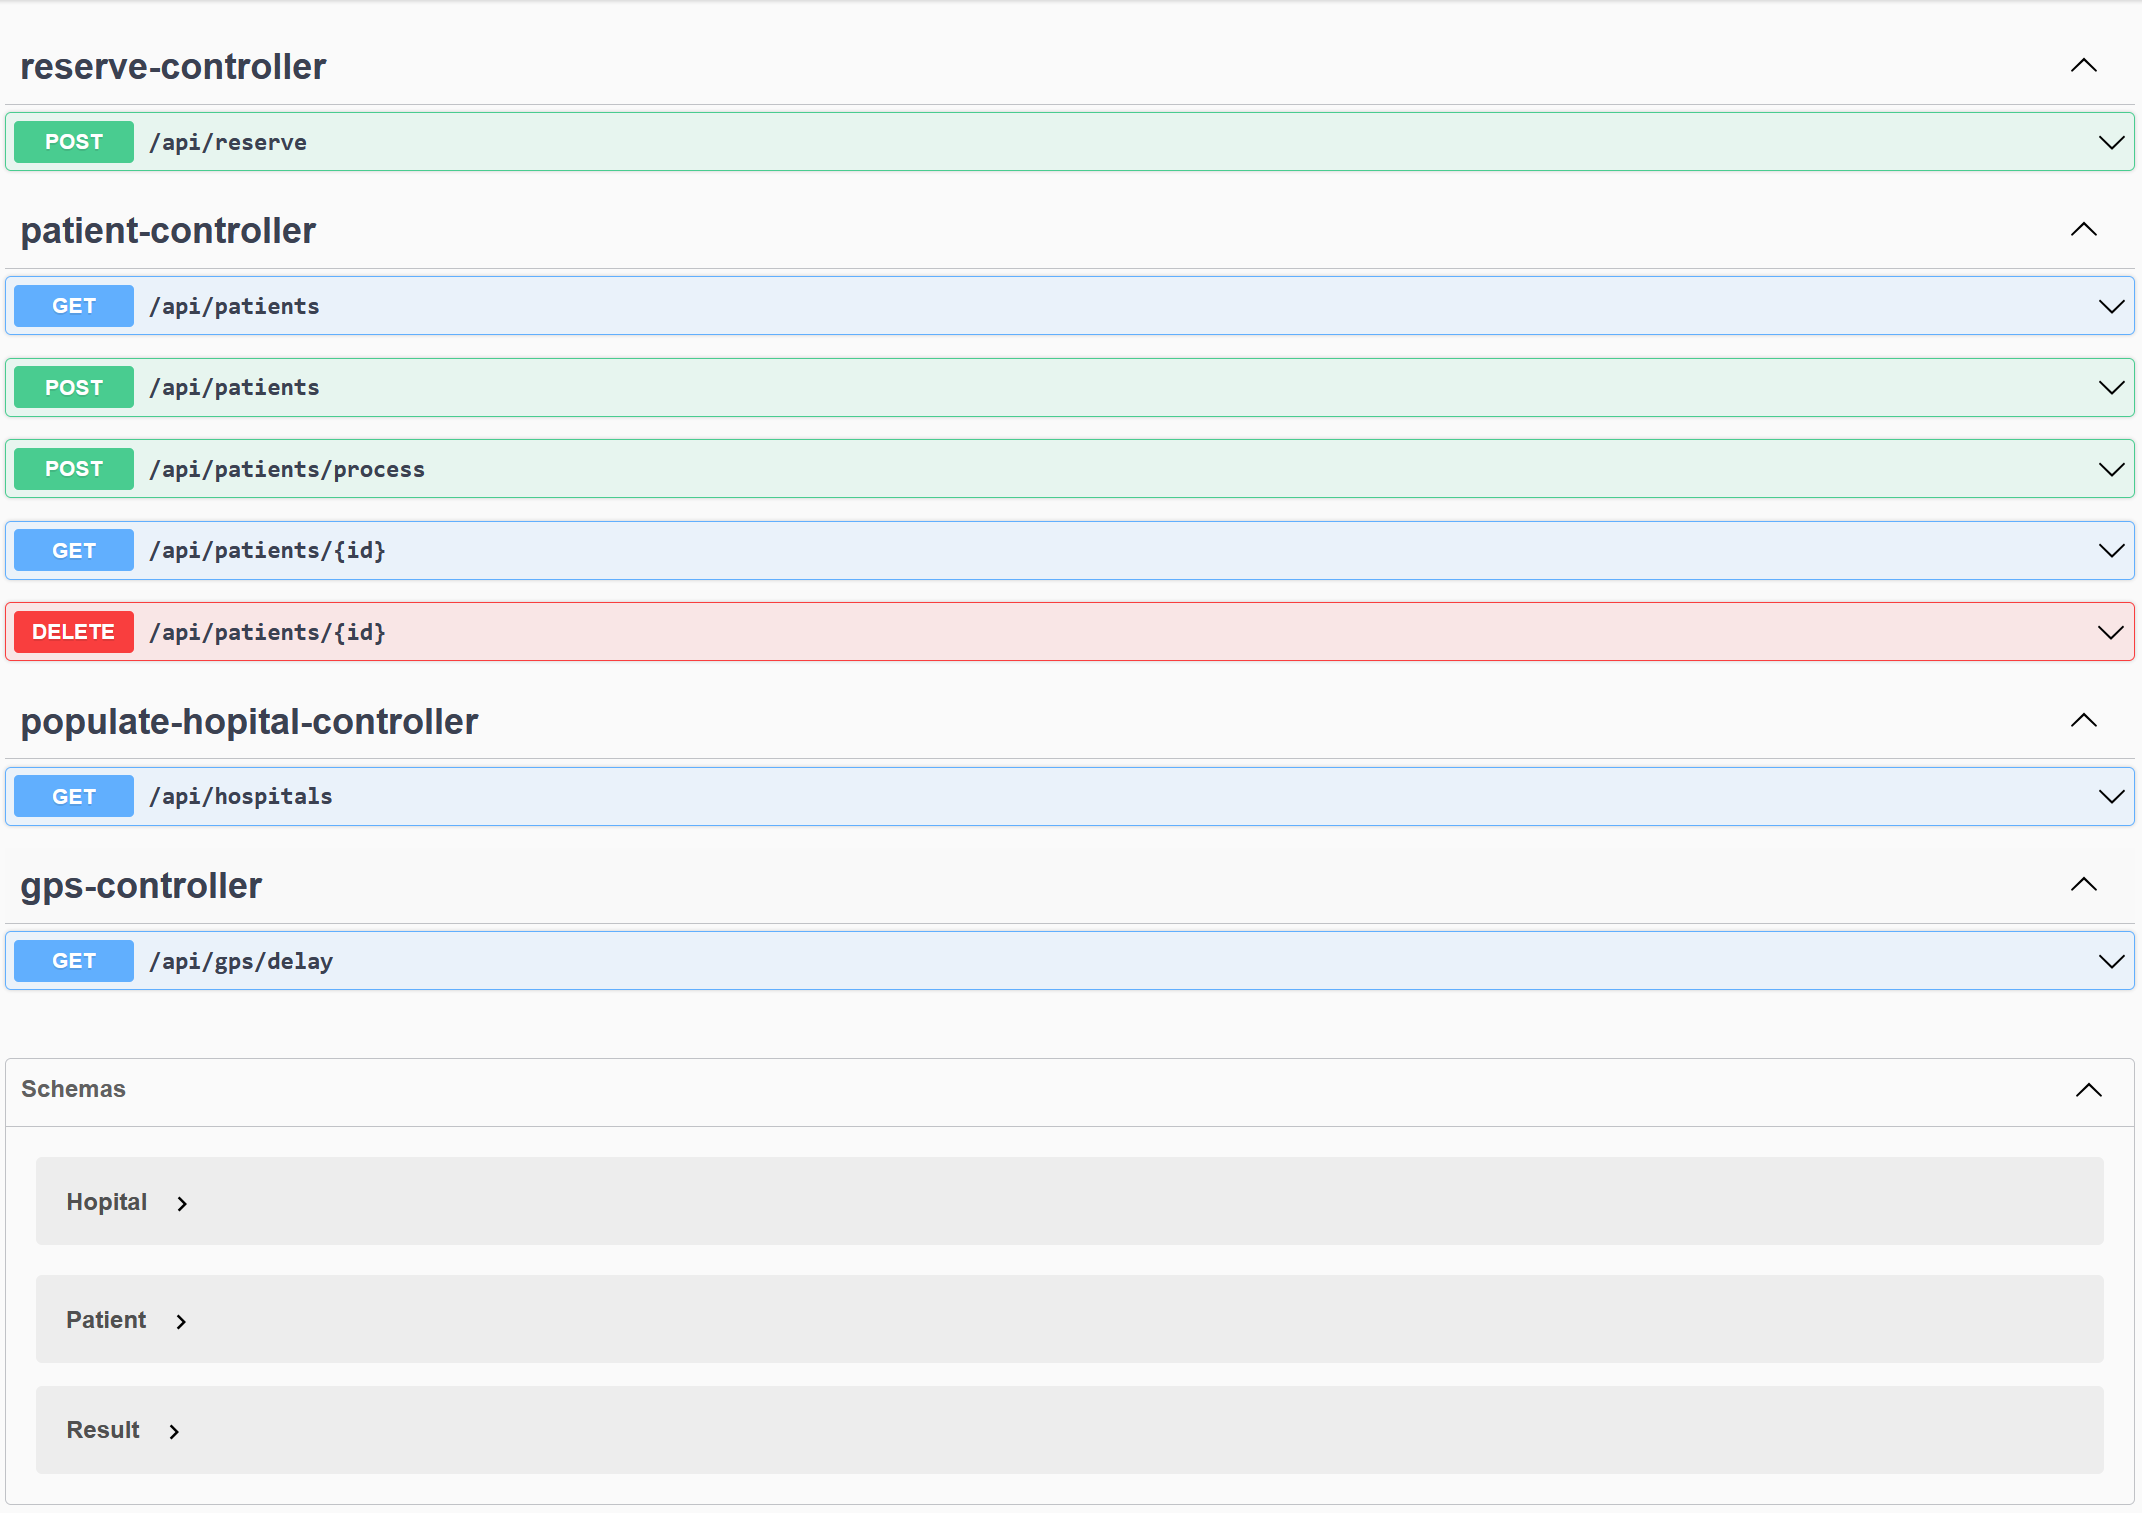 reserve-controller
POST /api/reserve
patient-controller
GET /api/patients
POST /api/patients
POST /api/patients/process
GET /api/patients/{id}
DELETE /api/patients/{id}
populate-hopital-controller
GET /api/hospitals
gps-controller
GET /api/gps/delay
Schemas
Hopital
Patient
Result